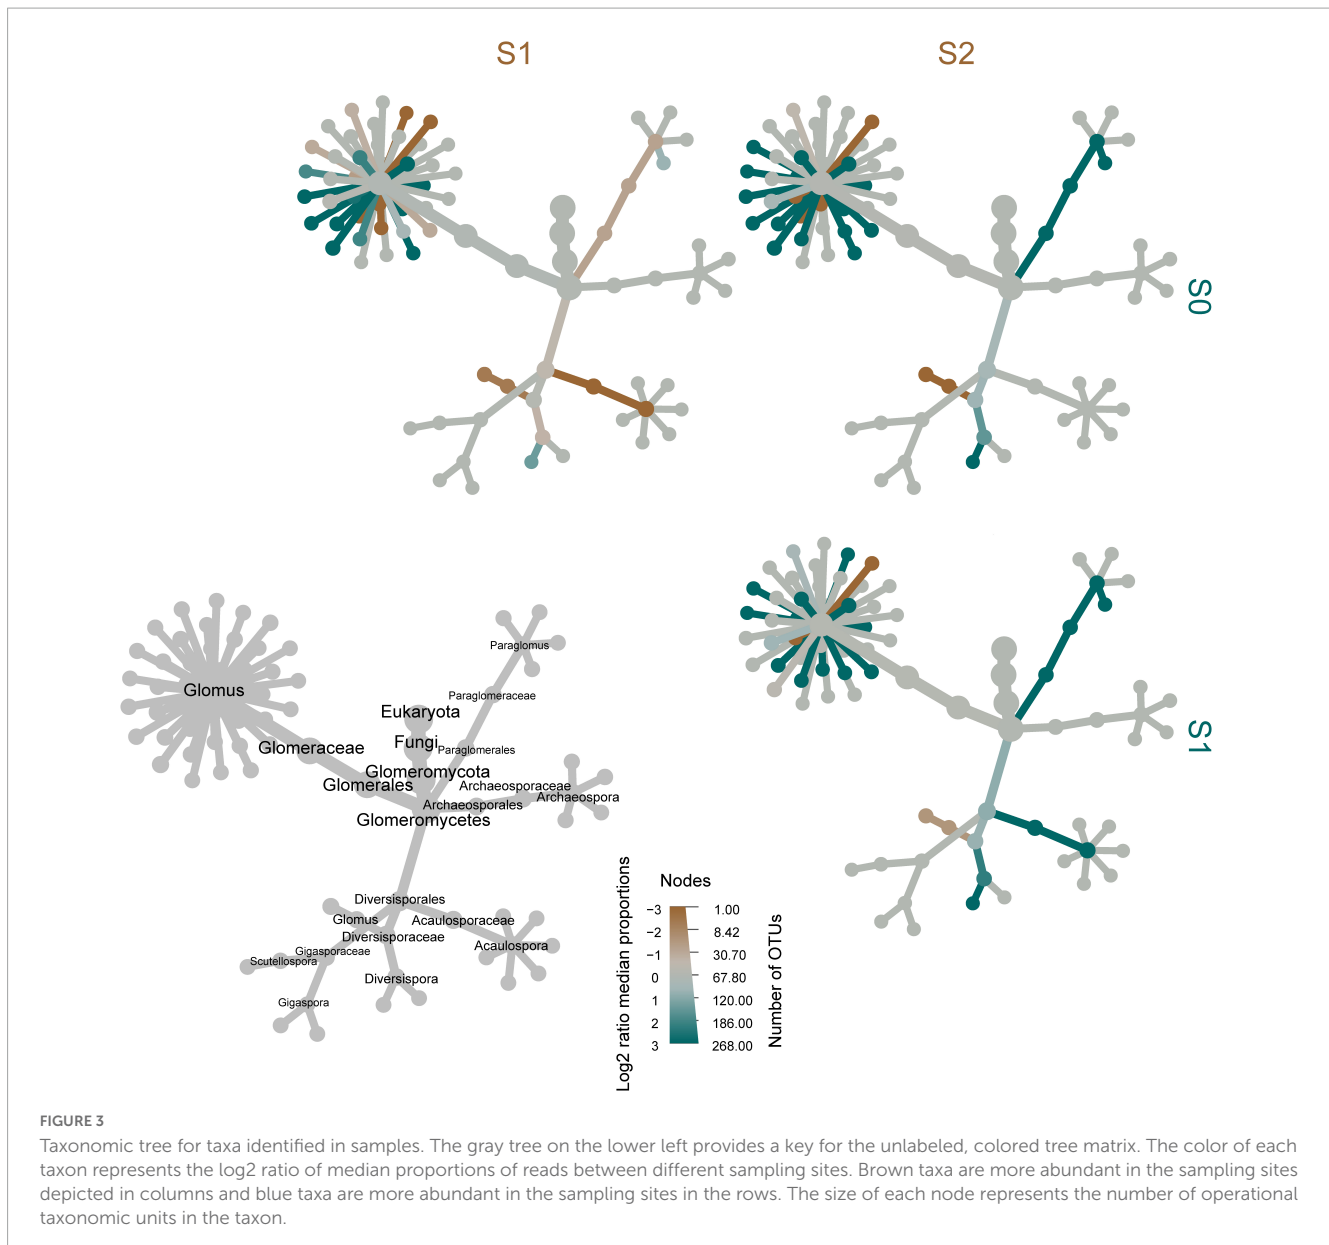 S1
S2
S0
S1
Glomus
Paraglomus
Paraglomeraceae
Eukaryota
Fungi
Paraglomerales
Glomeraceae
Glomeromycota
Glomerales
Archaeosporaceae
Archaeospora
Archaeosporales
Glomeromycetes
Diversisporales
Glomus
Acaulosporaceae
Diversisporaceae
Acaulospora
Gigasporaceae
Scutellospora
Diversispora
Gigaspora
Nodes
Log2 ratio median proportions
Number of OTUs
−3 1.00
−2 8.42
−1 30.70
0 67.80
1 120.00
2 186.00
3 268.00
FIGURE 3
Taxonomic tree for taxa identified in samples. The gray tree on the lower left provides a key for the unlabeled, colored tree matrix. The color of each
taxon represents the log2 ratio of median proportions of reads between different sampling sites. Brown taxa are more abundant in the sampling sites
depicted in columns and blue taxa are more abundant in the sampling sites in the rows. The size of each node represents the number of operational
taxonomic units in the taxon.